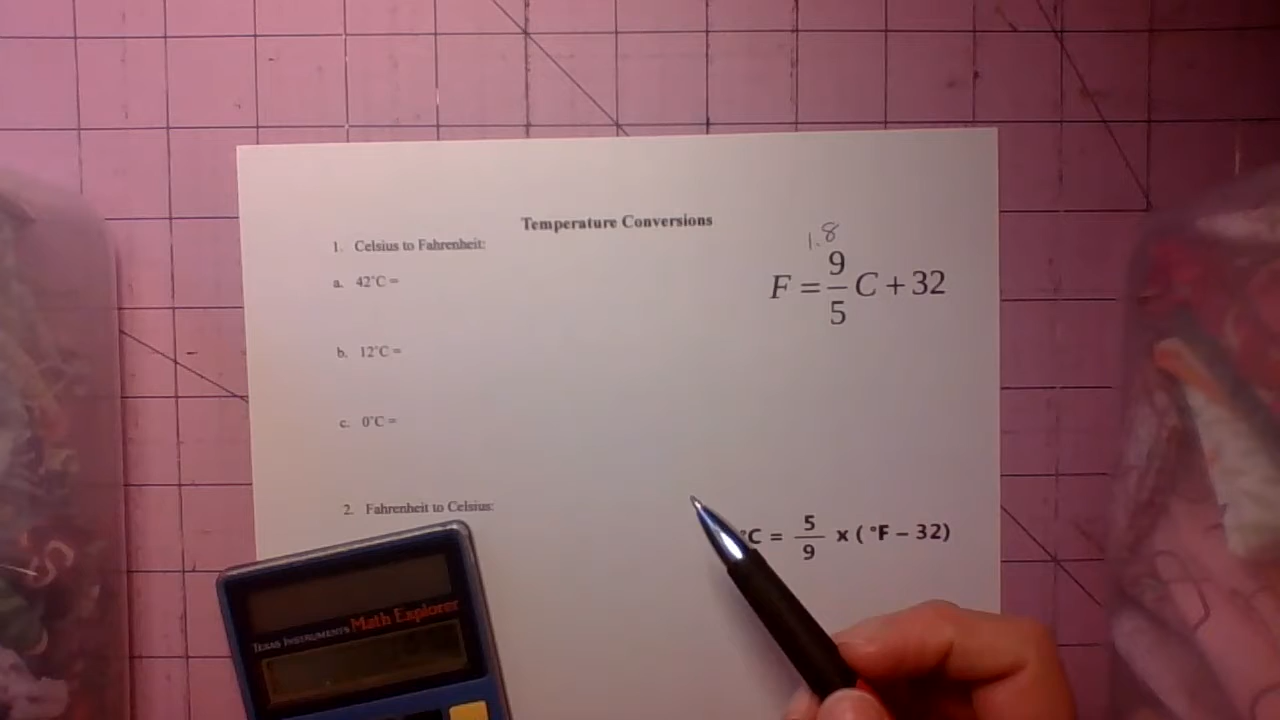 Temperature Conversions
1. Celsius to Fahrenheit:
1.8
F = 9/5 C + 32
a. 42°C =
b. 12°C =
c. 0°C =
2. Fahrenheit to Celsius:
°C = 5/9 x ( °F – 32)
TEXAS INSTRUMENTS Math Explorer